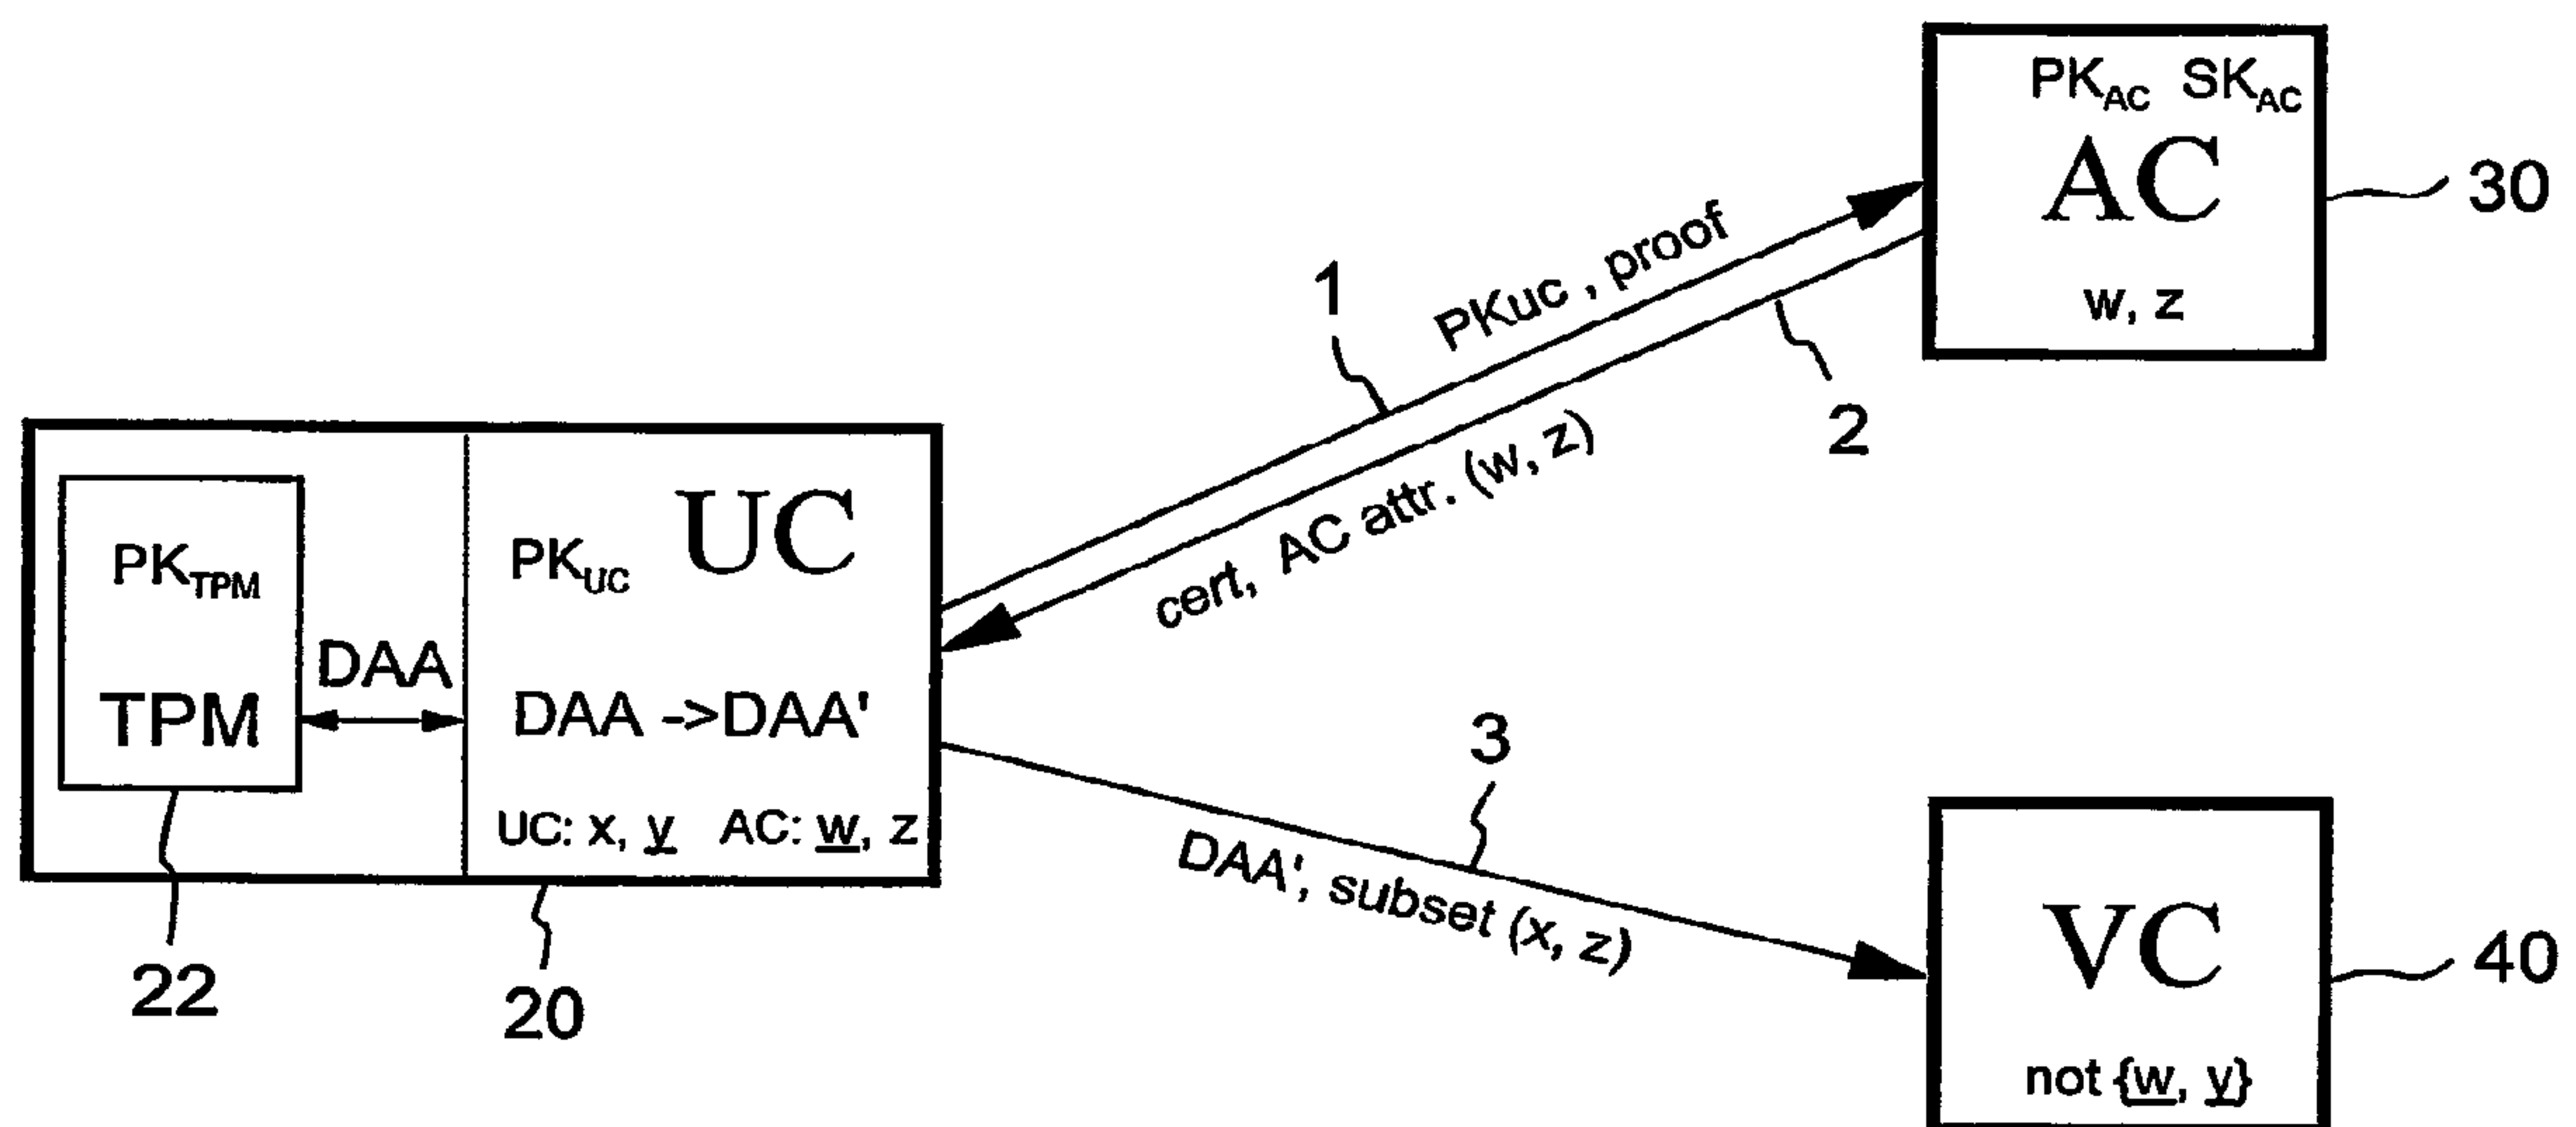 PKAC SKAC
AC
w, z
30
1
PKuc , proof
2
cert, AC attr. (w, z)
PKTPM
TPM
DAA
PKUC UC
DAA ->DAA'
UC: x, y AC: w, z
22
20
3
DAA', subset (x, z)
VC
not {w, y}
40